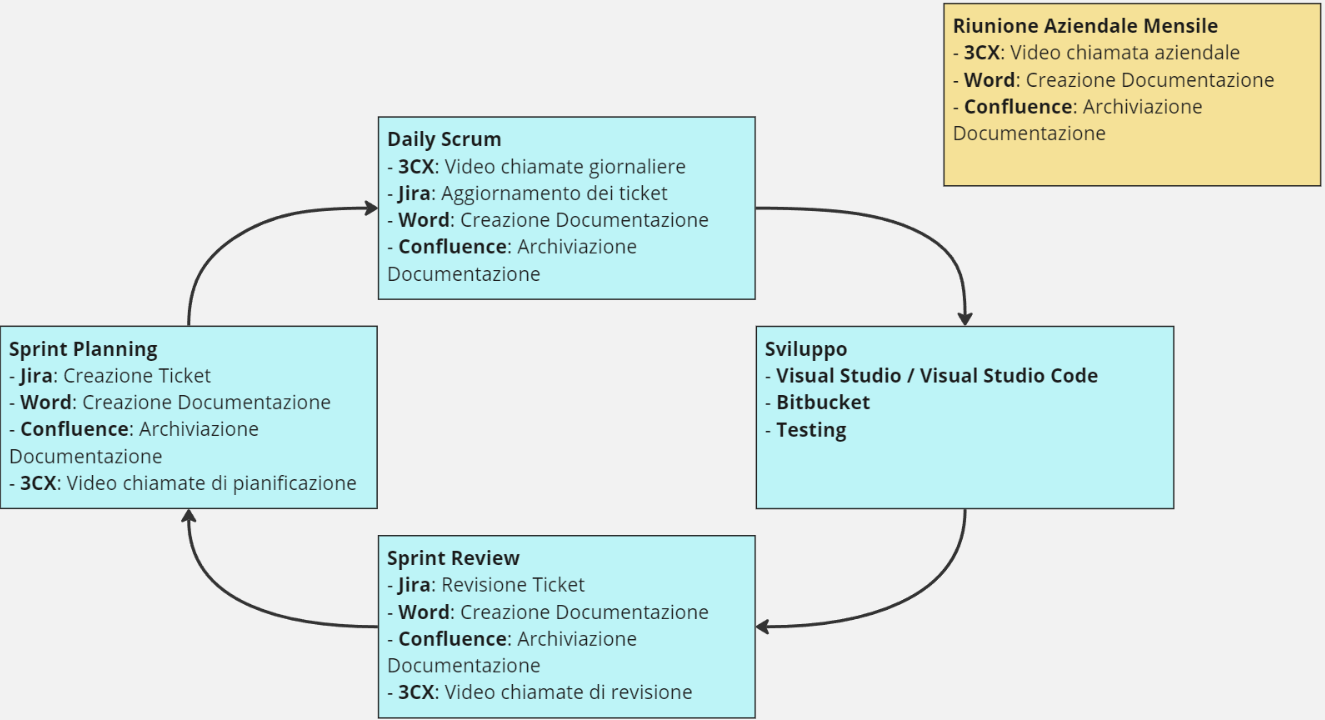 Riunione Aziendale Mensile
- 3CX: Video chiamata aziendale
- Word: Creazione Documentazione
- Confluence: Archiviazione
Documentazione
Daily Scrum
- 3CX: Video chiamate giornaliere
- Jira: Aggiornamento dei ticket
- Word: Creazione Documentazione
- Confluence: Archiviazione
Documentazione
Sprint Planning
- Jira: Creazione Ticket
- Word: Creazione Documentazione
- Confluence: Archiviazione
Documentazione
- 3CX: Video chiamate di pianificazione
Sviluppo
- Visual Studio / Visual Studio Code
- Bitbucket
- Testing
Sprint Review
- Jira: Revisione Ticket
- Word: Creazione Documentazione
- Confluence: Archiviazione
Documentazione
- 3CX: Video chiamate di revisione